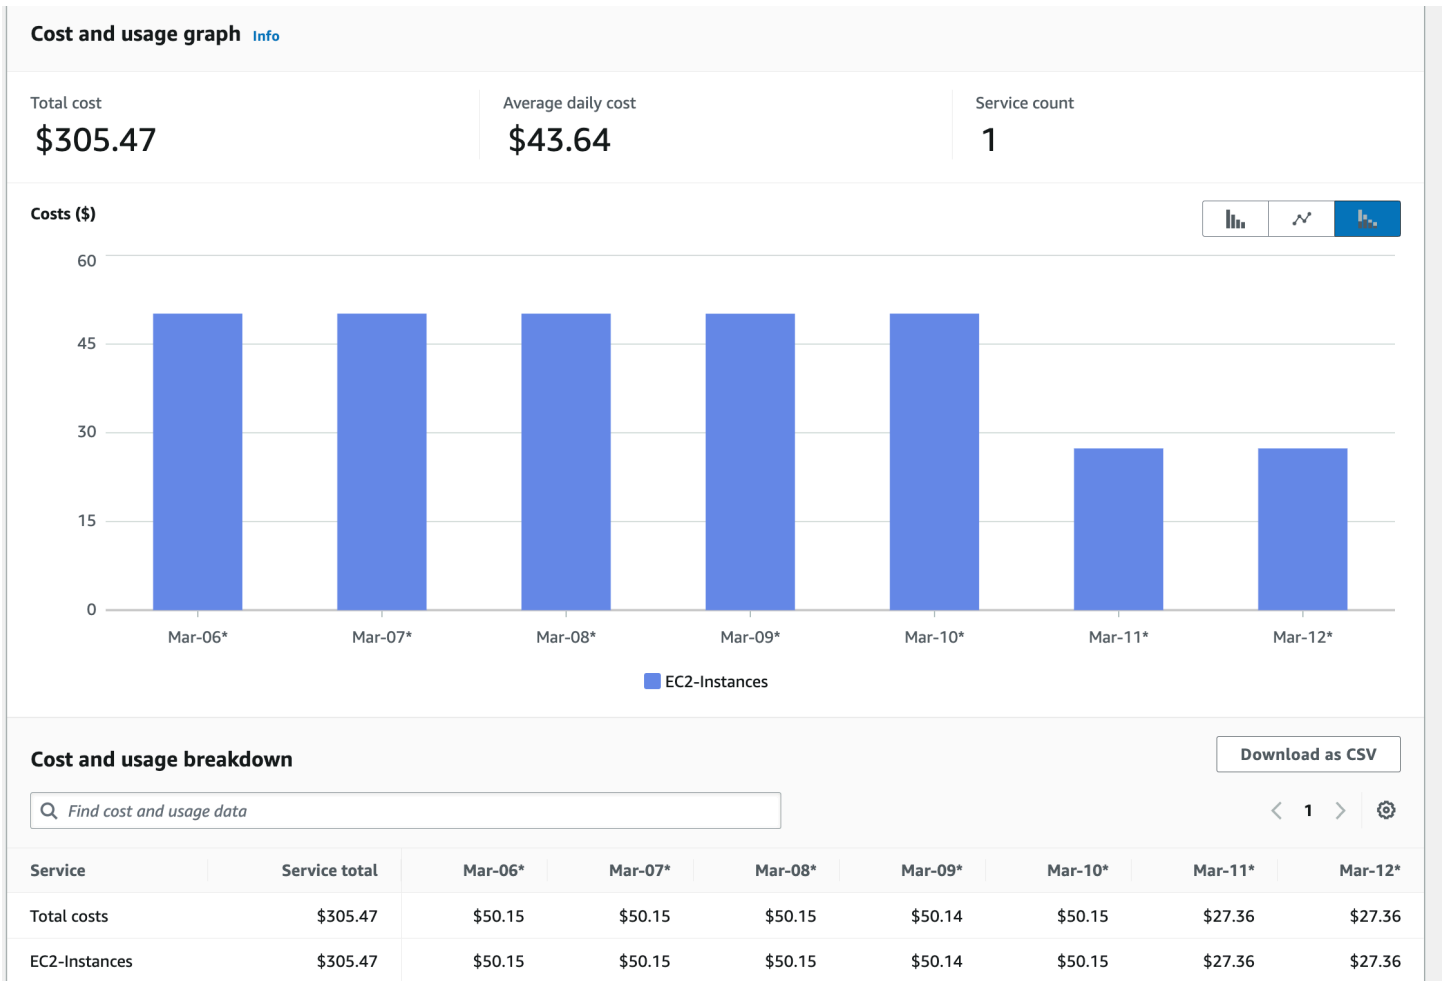 Cost and usage graph Info
Total cost Average daily cost Service count
$305.47 $43.64 1
Costs ($)
60
45
30
15
0
Mar-06* Mar-07* Mar-08* Mar-09* Mar-10* Mar-11* Mar-12*
EC2-Instances
Cost and usage breakdown
Download as CSV
Find cost and usage data
1
Service Service total Mar-06* Mar-07* Mar-08* Mar-09* Mar-10* Mar-11* Mar-12*
Total costs $305.47 $50.15 $50.15 $50.15 $50.14 $50.15 $27.36 $27.36
EC2-Instances $305.47 $50.15 $50.15 $50.15 $50.14 $50.15 $27.36 $27.36